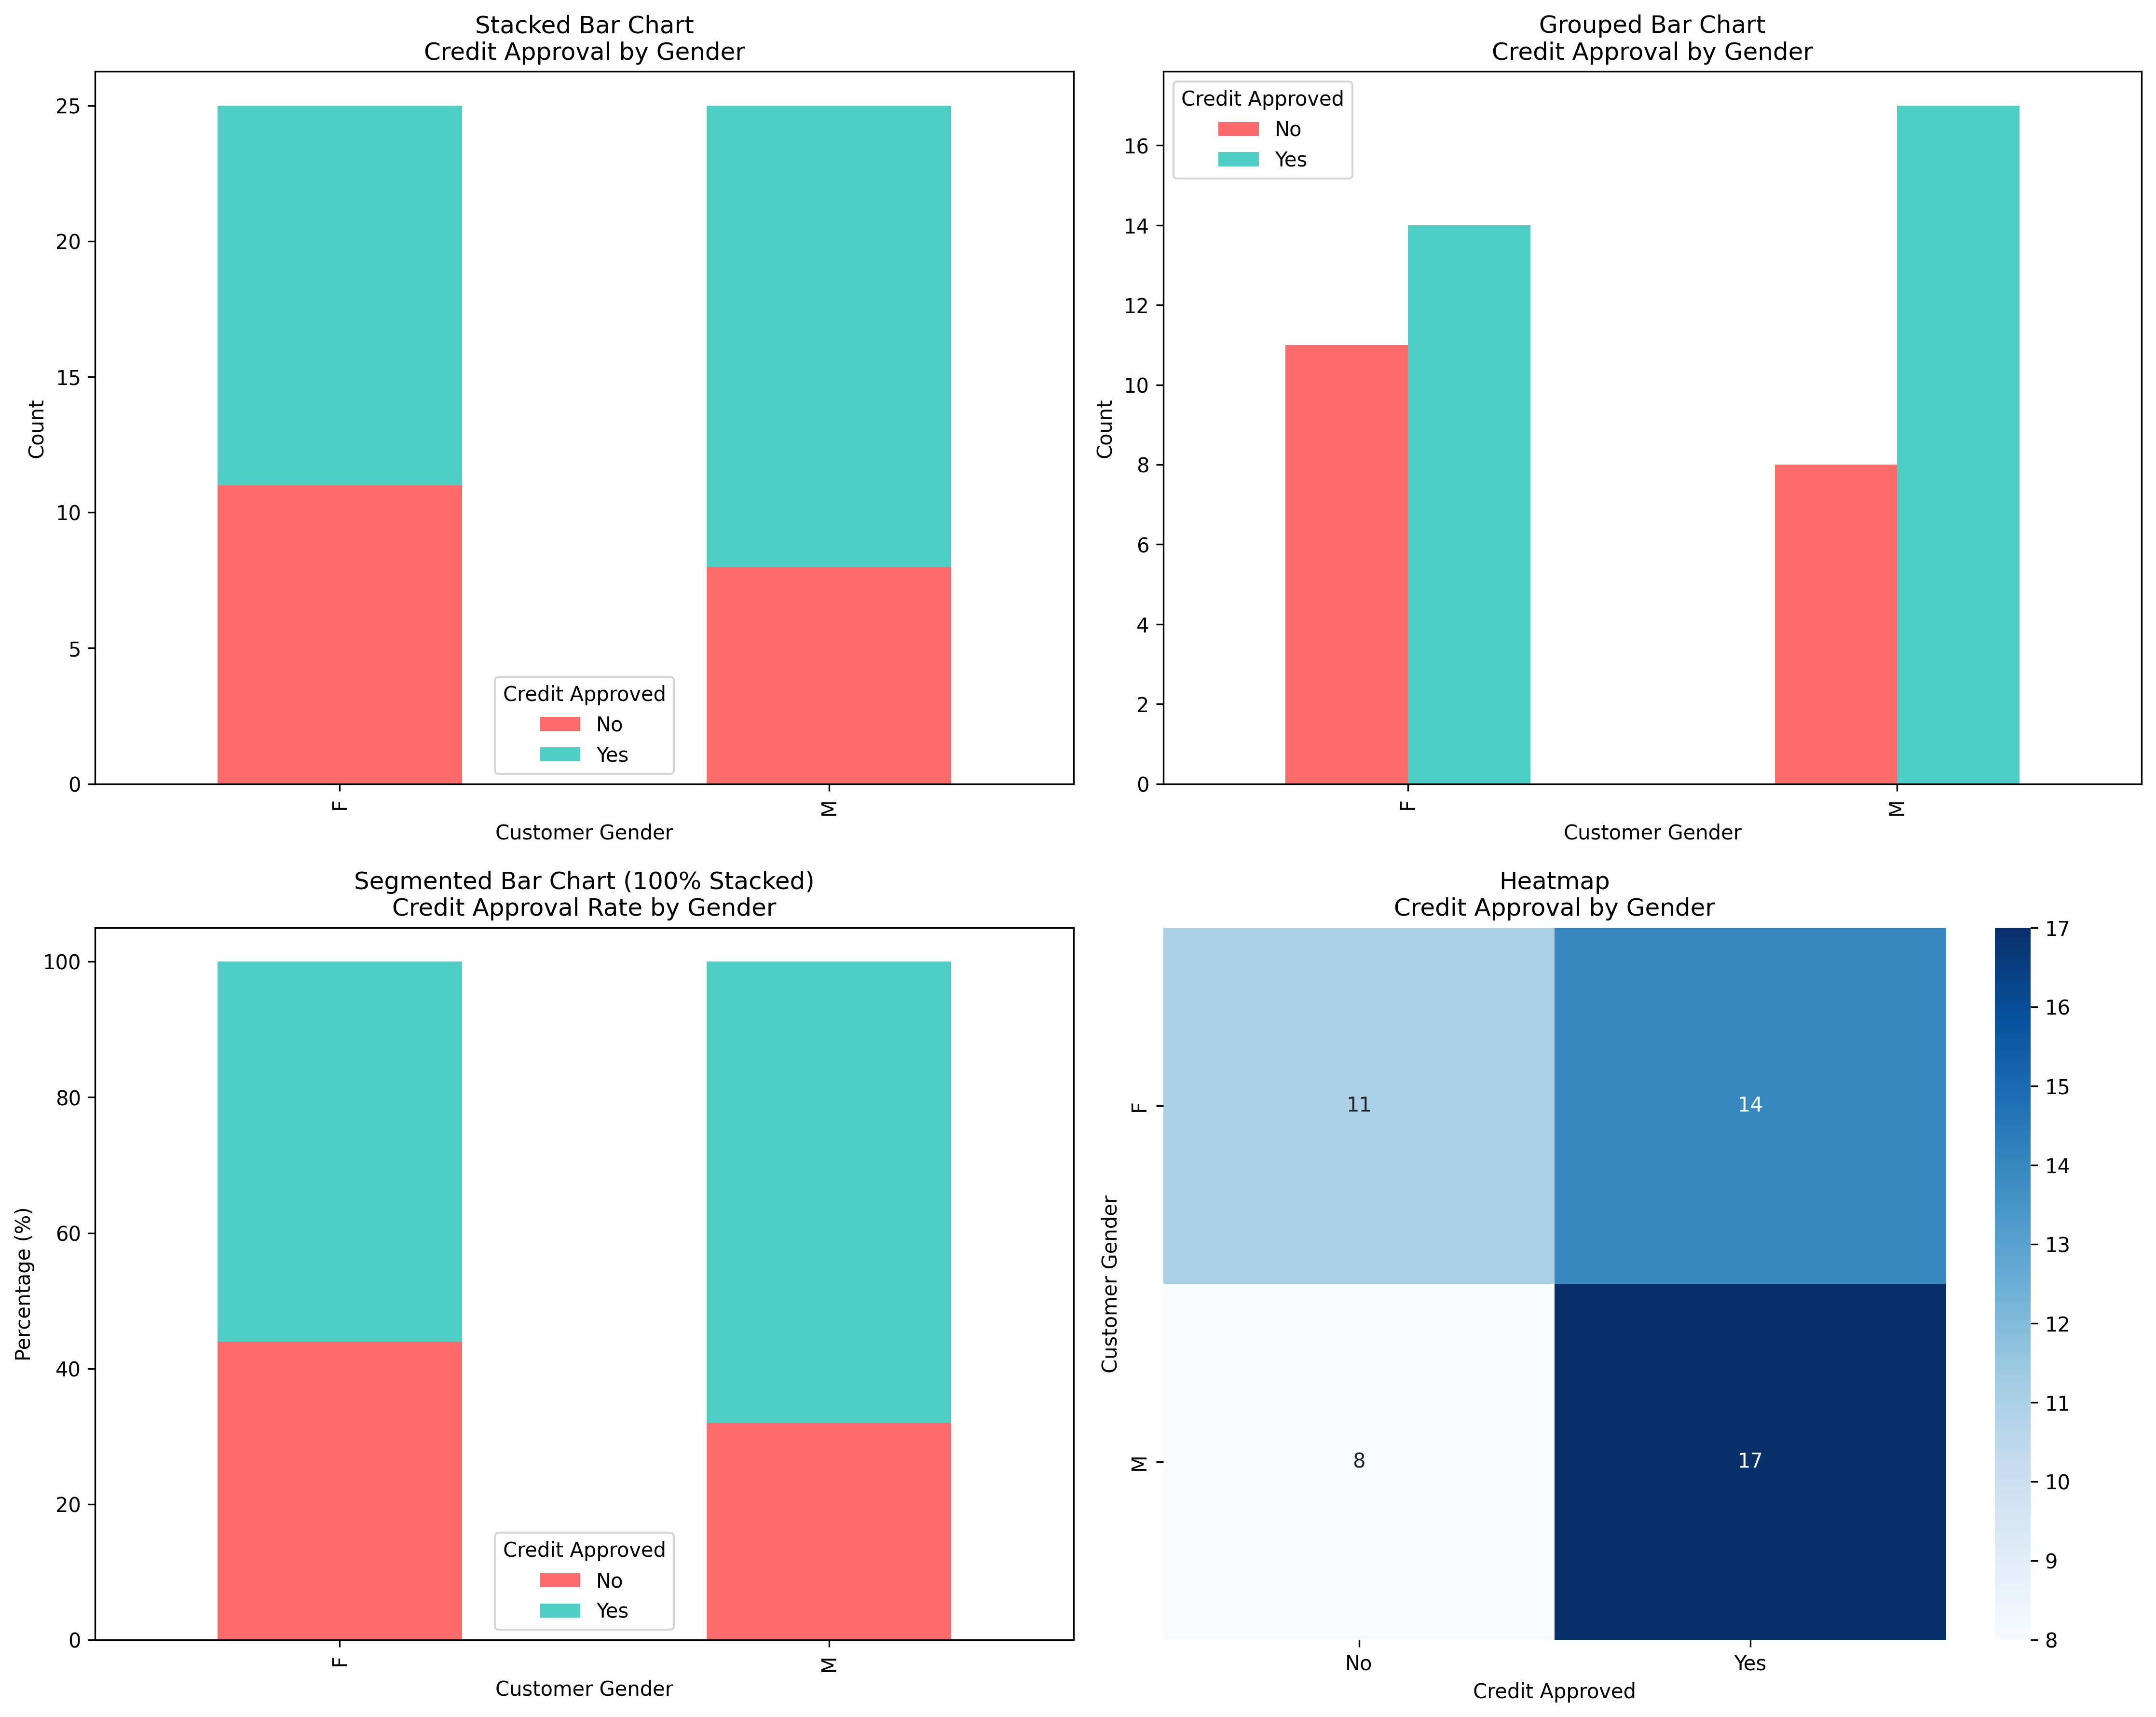 Stacked Bar Chart
Credit Approval by Gender
25
20
15
10
5
0
Count
Credit Approved
No
Yes
F
M
Customer Gender
Grouped Bar Chart
Credit Approval by Gender
Credit Approved
No
Yes
16
14
12
10
8
6
4
2
0
Count
F
M
Customer Gender
Segmented Bar Chart (100% Stacked)
Credit Approval Rate by Gender
100
80
60
40
20
0
Percentage (%)
Credit Approved
No
Yes
F
M
Customer Gender
Heatmap
Credit Approval by Gender
F
M
Customer Gender
11
14
8
17
No
Yes
Credit Approved
17
16
15
14
13
12
11
10
9
8